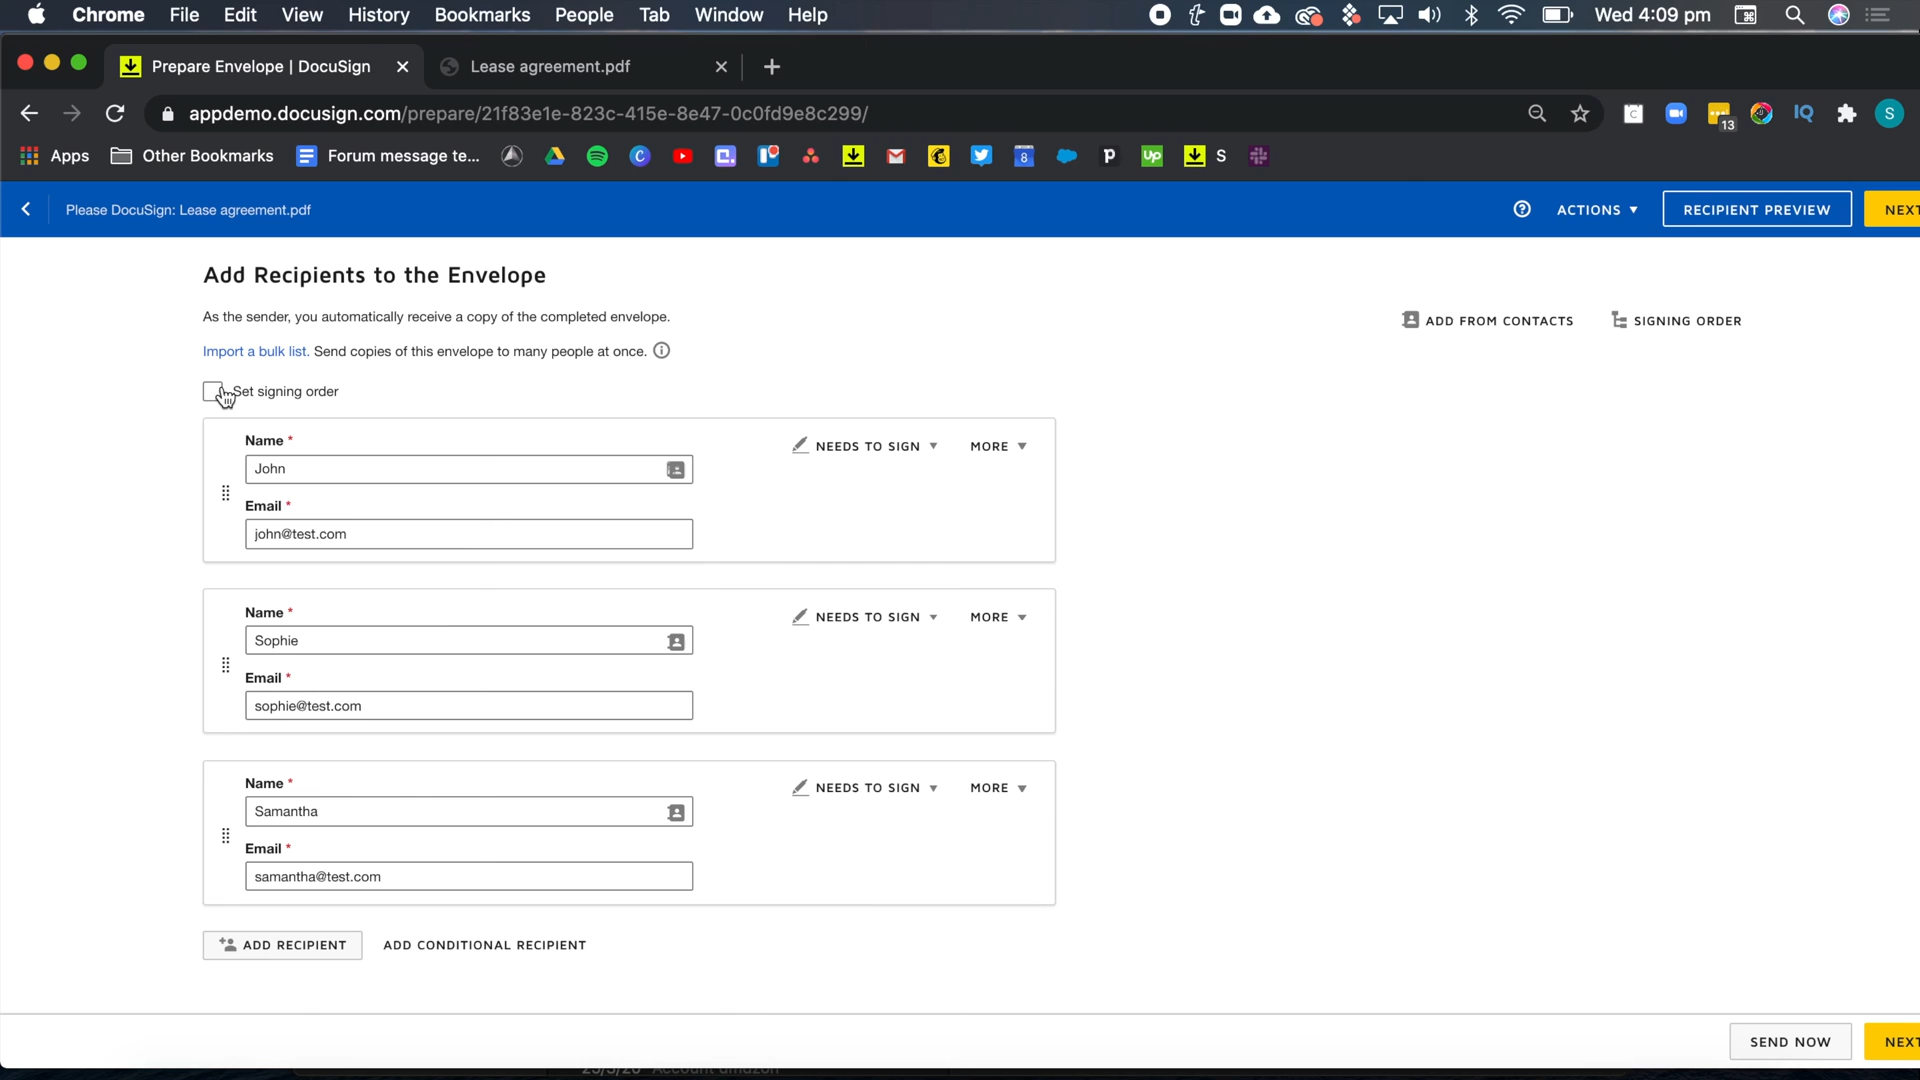 Chrome File Edit View History Bookmarks People Tab Window Help Wed 4:09 pm
Prepare Envelope | DocuSign Lease agreement.pdf
appdemo.docusign.com/prepare/21f83e1e-823c-415e-8e47-0c0fd9e8c299/ 13 IQ S
Apps Other Bookmarks Forum message te... C 8 P up S
Please DocuSign: Lease agreement.pdf ACTIONS RECIPIENT PREVIEW NEXT
Add Recipients to the Envelope
As the sender, you automatically receive a copy of the completed envelope.
ADD FROM CONTACTS SIGNING ORDER
Import a bulk list. Send copies of this envelope to many people at once.
Set signing order
Name *
NEEDS TO SIGN MORE
John
Email *
john@test.com
Name *
NEEDS TO SIGN MORE
Sophie
Email *
sophie@test.com
Name *
NEEDS TO SIGN MORE
Samantha
Email *
samantha@test.com
ADD RECIPIENT ADD CONDITIONAL RECIPIENT
SEND NOW NEXT